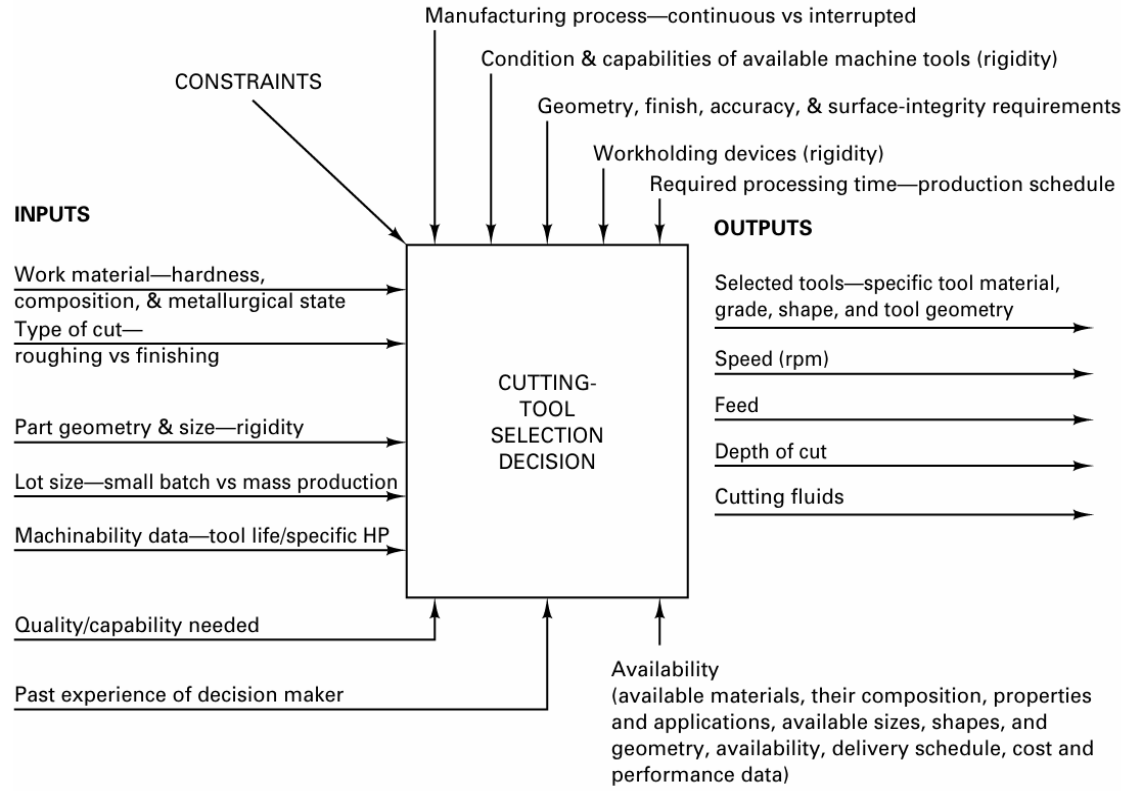 Manufacturing process—continuous vs interrupted
Condition & capabilities of available machine tools (rigidity)
CONSTRAINTS
Geometry, finish, accuracy, & surface-integrity requirements
Workholding devices (rigidity)
Required processing time—production schedule
INPUTS
OUTPUTS
Work material—hardness,
composition, & metallurgical state
Type of cut—
roughing vs finishing
Part geometry & size—rigidity
Lot size—small batch vs mass production
Machinability data—tool life/specific HP
Quality/capability needed
Past experience of decision maker
CUTTING-
TOOL
SELECTION
DECISION
Selected tools—specific tool material,
grade, shape, and tool geometry
Speed (rpm)
Feed
Depth of cut
Cutting fluids
Availability
(available materials, their composition, properties
and applications, available sizes, shapes, and
geometry, availability, delivery schedule, cost and
performance data)